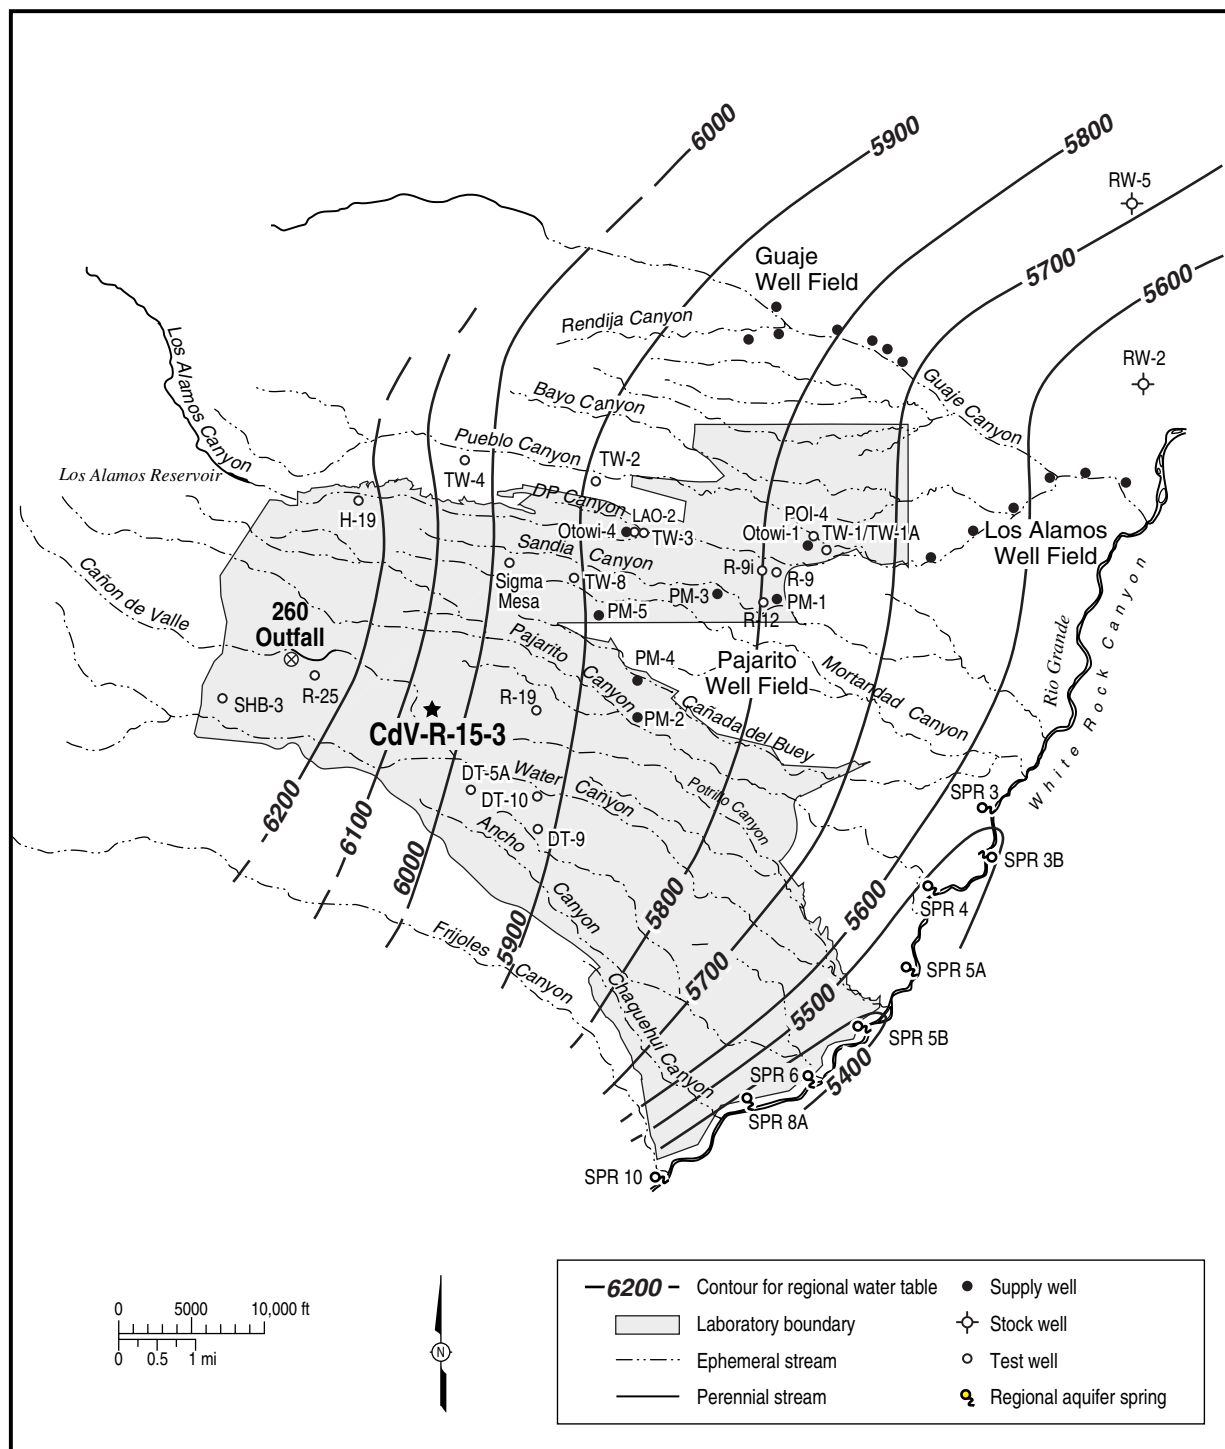 6000
5900
5800
RW-5
5700
5600
Guaje
Well Field
Rendija Canyon
Los Alamos Canyon
RW-2
Guaje Canyon
Bayo Canyon
Pueblo Canyon
TW-2
TW-4
Los Alamos Reservoir
DP Canyon
H-19
LAO-2
Otowi-4
TW-3
POI-4
Otowi-1
TW-1/TW-1A
Los Alamos
Well Field
Sandia Canyon
Sigma
Mesa
TW-8
R-9i
R-9
Cañon de Valle
PM-3
PM-1
R-12
PM-5
260
Outfall
Pajarito Canyon
PM-4
Pajarito
Well Field
Mortandad Canyon
Rio Grande
White Rock Canyon
SHB-3
R-25
R-19
PM-2
Cañada del Buey
CdV-R-15-3
DT-5A
Water Canyon
DT-10
Potrillo Canyon
SPR 3
6200
6100
6000
Ancho Canyon
DT-9
SPR 3B
SPR 4
5900
5800
5600
Frijoles Canyon
5700
5500
SPR 5A
Chaquehui Canyon
SPR 5B
SPR 6
5400
SPR 8A
SPR 10
0 5000 10,000 ft
0 0.5 1 mi
N
6200 Contour for regional water table
Laboratory boundary
Ephemeral stream
Perennial stream
Supply well
Stock well
Test well
Regional aquifer spring